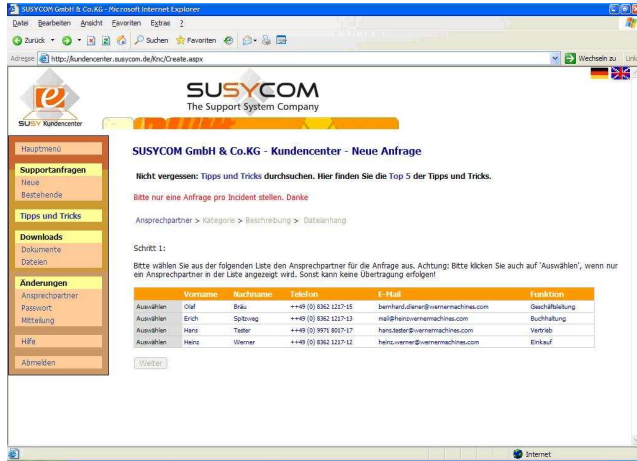 SUSYCOM GmbH & Co.KG - Microsoft Internet Explorer
Datei Bearbeiten Ansicht Favoriten Extras ?
Zurück Suchen Favoriten
Adresse http://kundencenter.susycom.de/Knc/Create.aspx Wechseln zu Links
SUSYCOM
The Support System Company
SUSY Kundencenter
Hauptmenü
Supportanfragen
Neue
Bestehende
Tipps und Tricks
Downloads
Dokumente
Dateien
Änderungen
Ansprechpartner
Passwort
Mitteilung
Hilfe
Abmelden
SUSYCOM GmbH & Co.KG - Kundencenter - Neue Anfrage
Nicht vergessen: Tipps und Tricks durchsuchen. Hier finden Sie die Top 5 der Tipps und Tricks.
Bitte nur eine Anfrage pro Incident stellen. Danke
Ansprechpartner > Kategorie > Beschreibung > Dateianhang
Schritt 1:
Bitte wählen Sie aus der folgenden Liste den Ansprechpartner für die Anfrage aus. Achtung: Bitte klicken Sie auch auf 'Auswählen', wenn nur
ein Ansprechpartner in der Liste angezeigt wird. Sonst kann keine Übertragung erfolgen!
Vorname Nachname Telefon E-Mail Funktion
Auswählen Olaf Bräu ++49 (0) 8362 1217-15 bernhard.diener@wernermachines.com Geschäftsleitung
Auswählen Erich Spitzweg ++49 (0) 8362 1217-13 mail@heinzwernermachines.com Buchhaltung
Auswählen Hans Tester ++49 (0) 9971 8017-17 hans.tester@wernermachines.com Vertrieb
Auswählen Heinz Werner ++49 (0) 8362 1217-12 heinz.werner@wernermachines.com Einkauf
Weiter
Internet